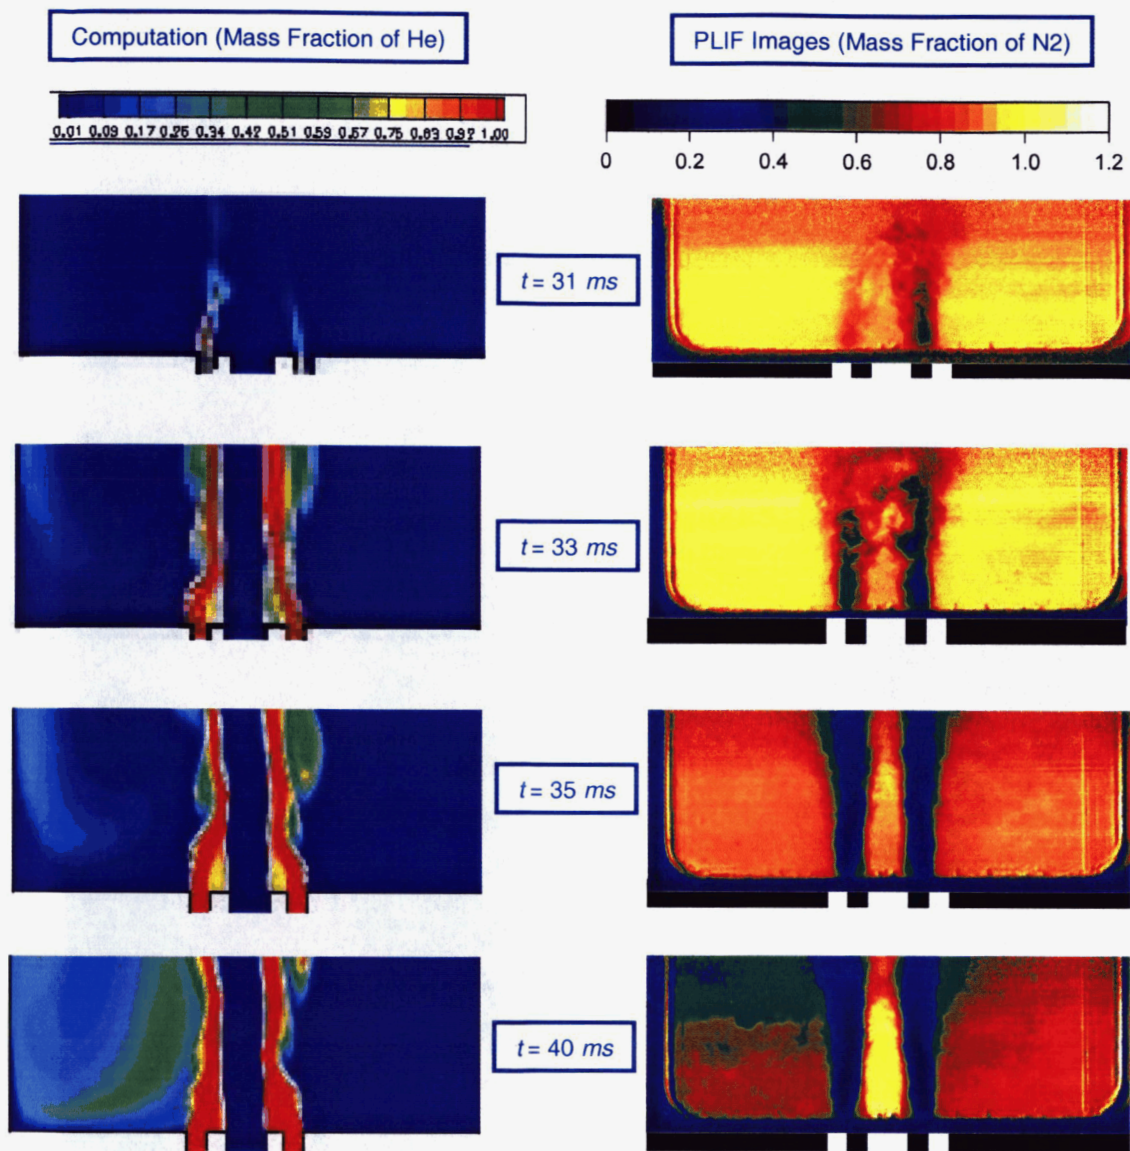 Computation (Mass Fraction of He)
PLIF Images (Mass Fraction of N2)
0.01 0.09 0.17 0.26 0.34 0.42 0.51 0.59 0.67 0.75 0.83 0.92 1.00
0 0.2 0.4 0.6 0.8 1.0 1.2
t = 31 ms
t = 33 ms
t = 35 ms
t = 40 ms